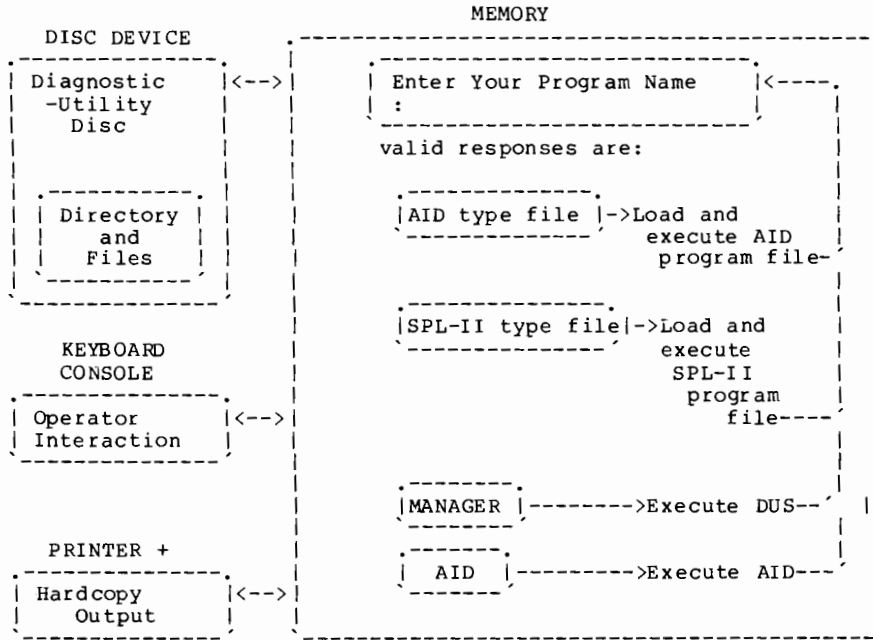 MEMORY
DISC DEVICE
Diagnostic
-Utility
Disc
Directory
and
Files
KEYBOARD
CONSOLE
Operator
Interaction
PRINTER +
Hardcopy
Output
Enter Your Program Name
:
valid responses are:
AID type file ->Load and
execute AID
program file-
SPL-II type file ->Load and
execute
SPL-II
program
file----
MANAGER ------->Execute DUS--
AID ------->Execute AID---